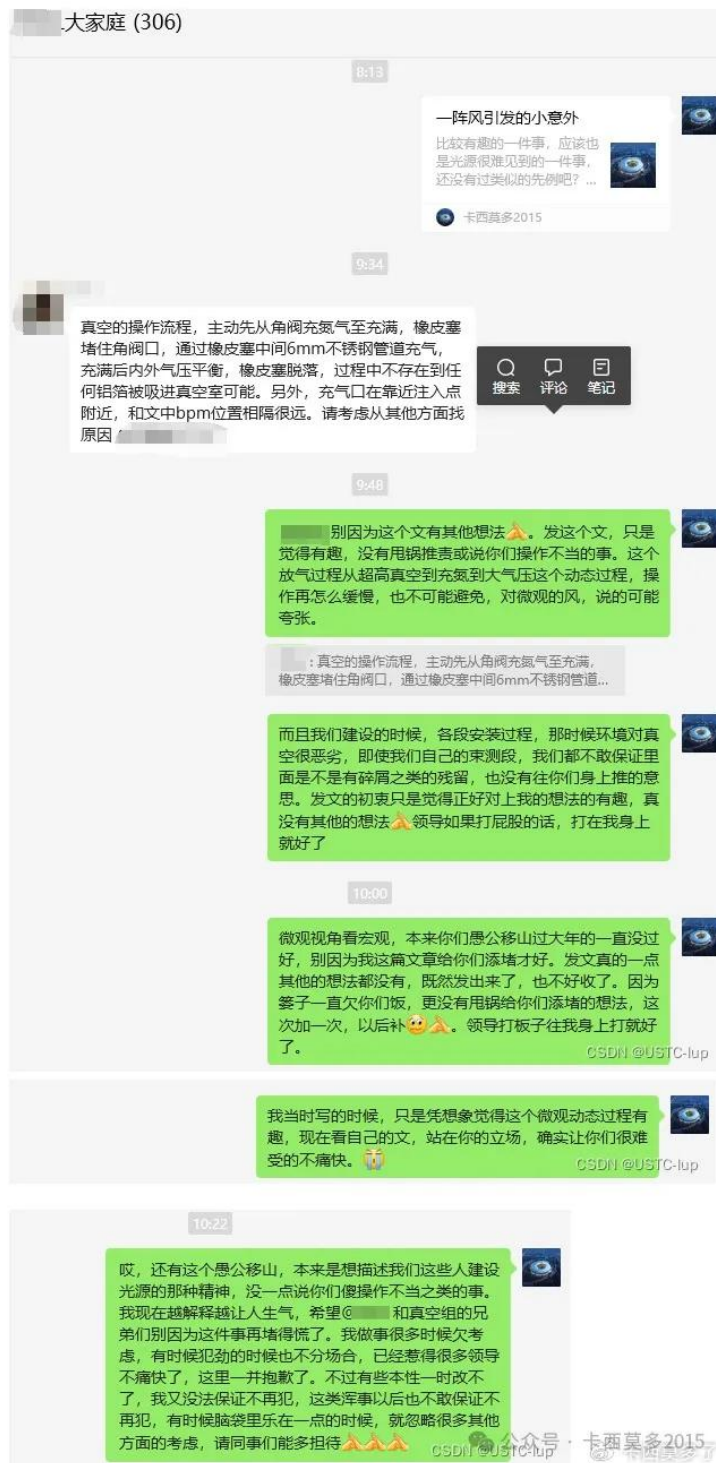 大家庭 (306)
8:13
一阵风引发的小意外
比较有趣的一件事，应该也
是光源很难见到的一件事，
还没有过类似的先例吧？...
卡西莫多2015
9:34
真空的操作流程，主动先从角阀充氮气至充满，橡皮塞
堵住角阀口，通过橡皮塞中间6mm不锈钢管道充气，
充满后内外气压平衡，橡皮塞脱落，过程中不存在到任
何铝箔被吸进真空室可能。另外，充气口在靠近注入点
附近，和文中bpm位置相隔很远。请考虑从其他方面找
原因
搜索 评论 笔记
9:48
别因为这个文有其他想法🙏。发这个文，只是
觉得有趣，没有甩锅推责或说你们操作不当的事。这个
放气过程从超高真空到充氮到大气压这个动态过程，操
作再怎么缓慢，也不可能避免，对微观的风，说的可能
夸张。
: 真空的操作流程，主动先从角阀充氮气至充满，
橡皮塞堵住角阀口，通过橡皮塞中间6mm不锈钢管道...
而且我们建设的时候，各段安装过程，那时候环境对真
空很恶劣，即使我们自己的束测段，我们都不敢保证里
面是不是有碎屑之类的残留，也没有往你们身上推的意
思。发文的初衷只是觉得正好对上我的想法的有趣，真
没有其他的想法🙏领导如果打屁股的话，打在我身上
就好了
10:00
微观视角看宏观，本来你们愚公移山过大年的一直没过
好，别因为我这篇文章给你们添堵才好。发文真的一点
其他的想法都没有，既然发出来了，也不好收了。因为
篓子一直欠你们饭，更没有甩锅给你们添堵的想法，这
次加一次，以后补🙂🙏。领导打板子往我身上打就好
了。
CSDN @USTC-lup
我当时写的时候，只是凭想象觉得这个微观动态过程有
趣，现在看自己的文，站在你的立场，确实让你们很难
受的不痛快。😭
CSDN @USTC-lup
10:22
哎，还有这个愚公移山，本来是想描述我们这些人建设
光源的那种精神，没一点说你们傻操作不当之类的事。
我现在越解释越让人生气，希望@ 和真空组的兄
弟们别因为这件事再堵得慌了。我做事很多时候欠考
虑，有时候犯劲的时候也不分场合，已经惹得很多领导
不痛快了，这里一并抱歉了。不过有些本性一时改不
了，我又没法保证不再犯，这类浑事以后也不敢保证不
再犯，有时候脑袋里乐在一点的时候，就忽略很多其他
方面的考虑，请同事们能多担待🙏🙏🙏
CSDN @USTC-lup
公众号 · 卡西莫多2015